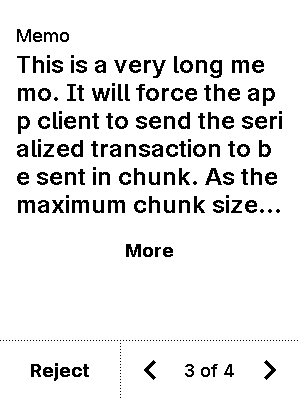 Memo
This is a very long me
mo. It will force the ap
p client to send the seri
alized transaction to b
e sent in chunk. As the
maximum chunk size...
More
Reject
3 of 4